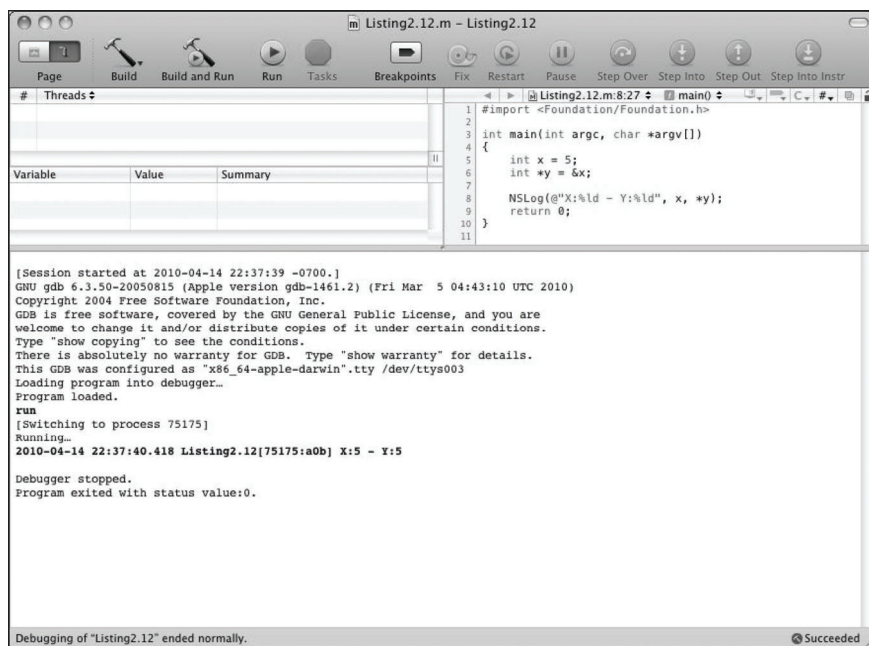 Listing2.12.m – Listing2.12
Page Build Build and Run Run Tasks Breakpoints Fix Restart Pause Step Over Step Into Step Out Step Into Instr
# Threads
Listing2.12.m:8:27 main() C #
Variable Value Summary
1 #import <Foundation/Foundation.h>
2
3 int main(int argc, char *argv[])
4 {
5 int x = 5;
6 int *y = &x;
7
8 NSLog(@"X:%ld - Y:%ld", x, *y);
9 return 0;
10 }
11
[Session started at 2010-04-14 22:37:39 -0700.]
GNU gdb 6.3.50-20050815 (Apple version gdb-1461.2) (Fri Mar  5 04:43:10 UTC 2010)
Copyright 2004 Free Software Foundation, Inc.
GDB is free software, covered by the GNU General Public License, and you are
welcome to change it and/or distribute copies of it under certain conditions.
Type "show copying" to see the conditions.
There is absolutely no warranty for GDB.  Type "show warranty" for details.
This GDB was configured as "x86_64-apple-darwin".tty /dev/ttys003
Loading program into debugger…
Program loaded.
run
[Switching to process 75175]
Running…
2010-04-14 22:37:40.418 Listing2.12[75175:a0b] X:5 - Y:5
Debugger stopped.
Program exited with status value:0.
Debugging of "Listing2.12" ended normally.
Succeeded